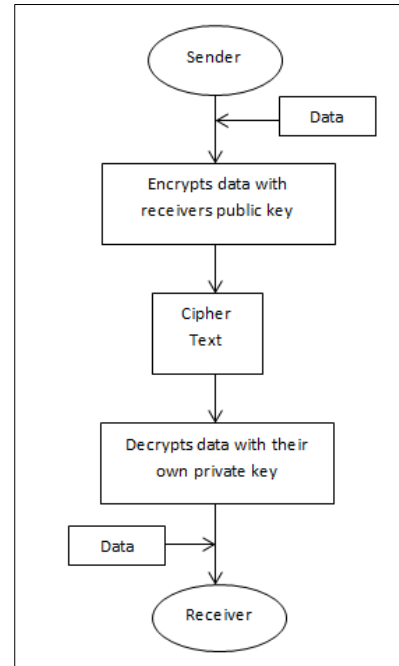 Sender
Data
Encrypts data with
receivers public key
Cipher
Text
Decrypts data with their
own private key
Data
Receiver